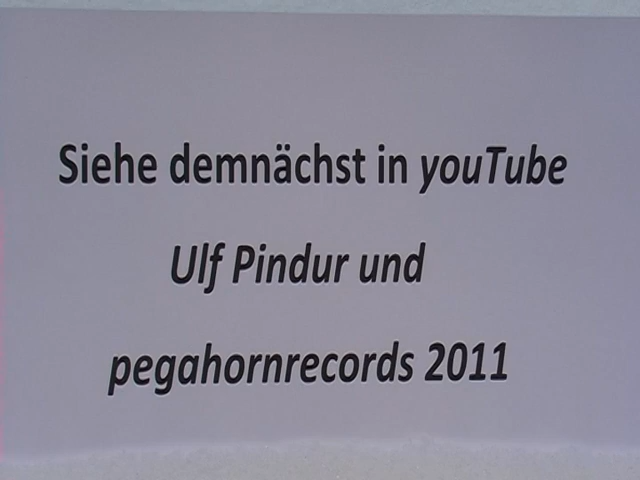 Siehe demnächst in youTube
Ulf Pindur und
pegahornrecords 2011